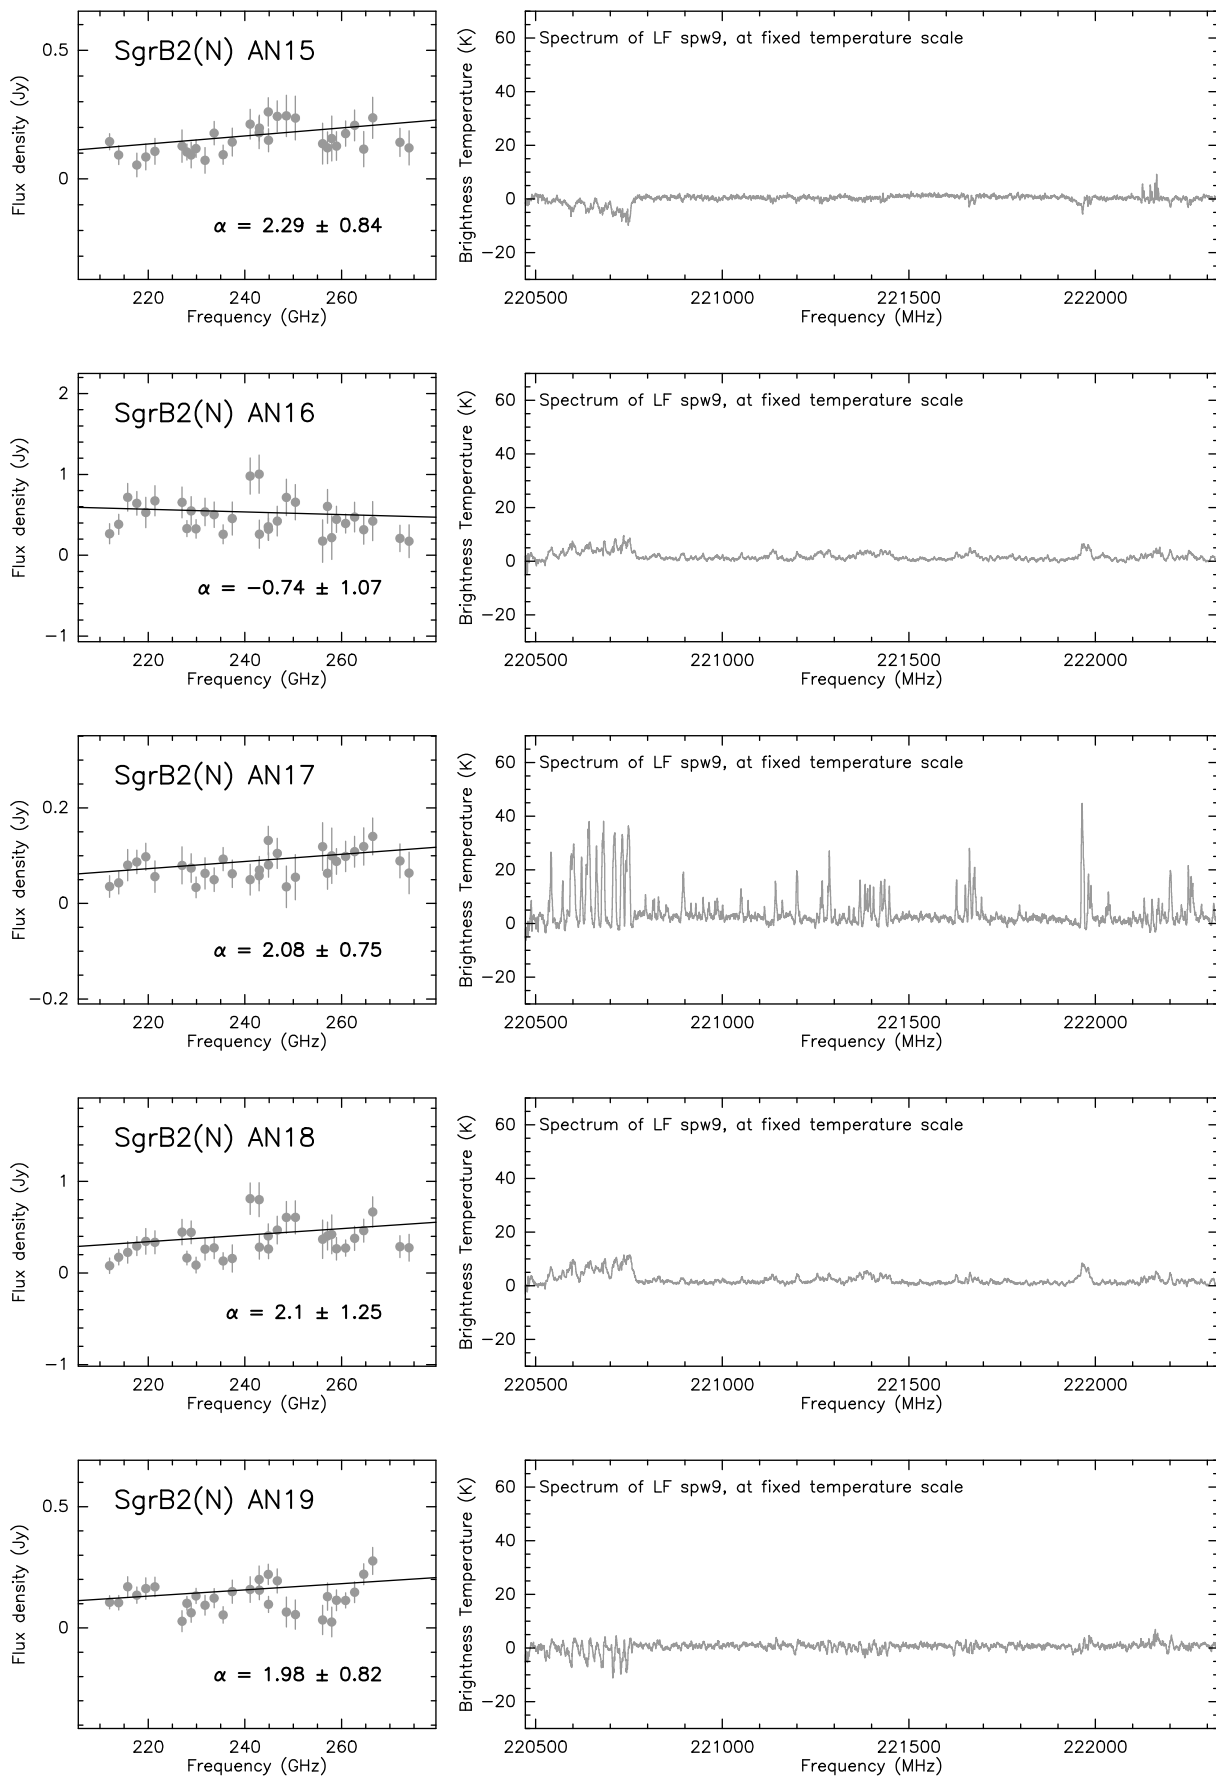 SgrB2(N) AN15
0.5
0
Flux density (Jy)
α = 2.29 ± 0.84
220 240 260
Frequency (GHz)
Spectrum of LF spw9, at fixed temperature scale
60
40
20
0
−20
Brightness Temperature (K)
220500 221000 221500 222000
Frequency (MHz)
SgrB2(N) AN16
2
1
0
−1
Flux density (Jy)
α = −0.74 ± 1.07
220 240 260
Frequency (GHz)
Spectrum of LF spw9, at fixed temperature scale
60
40
20
0
−20
Brightness Temperature (K)
220500 221000 221500 222000
Frequency (MHz)
SgrB2(N) AN17
0.2
0
−0.2
Flux density (Jy)
α = 2.08 ± 0.75
220 240 260
Frequency (GHz)
Spectrum of LF spw9, at fixed temperature scale
60
40
20
0
−20
Brightness Temperature (K)
220500 221000 221500 222000
Frequency (MHz)
SgrB2(N) AN18
1
0
−1
Flux density (Jy)
α = 2.1 ± 1.25
220 240 260
Frequency (GHz)
Spectrum of LF spw9, at fixed temperature scale
60
40
20
0
−20
Brightness Temperature (K)
220500 221000 221500 222000
Frequency (MHz)
SgrB2(N) AN19
0.5
0
Flux density (Jy)
α = 1.98 ± 0.82
220 240 260
Frequency (GHz)
Spectrum of LF spw9, at fixed temperature scale
60
40
20
0
−20
Brightness Temperature (K)
220500 221000 221500 222000
Frequency (MHz)